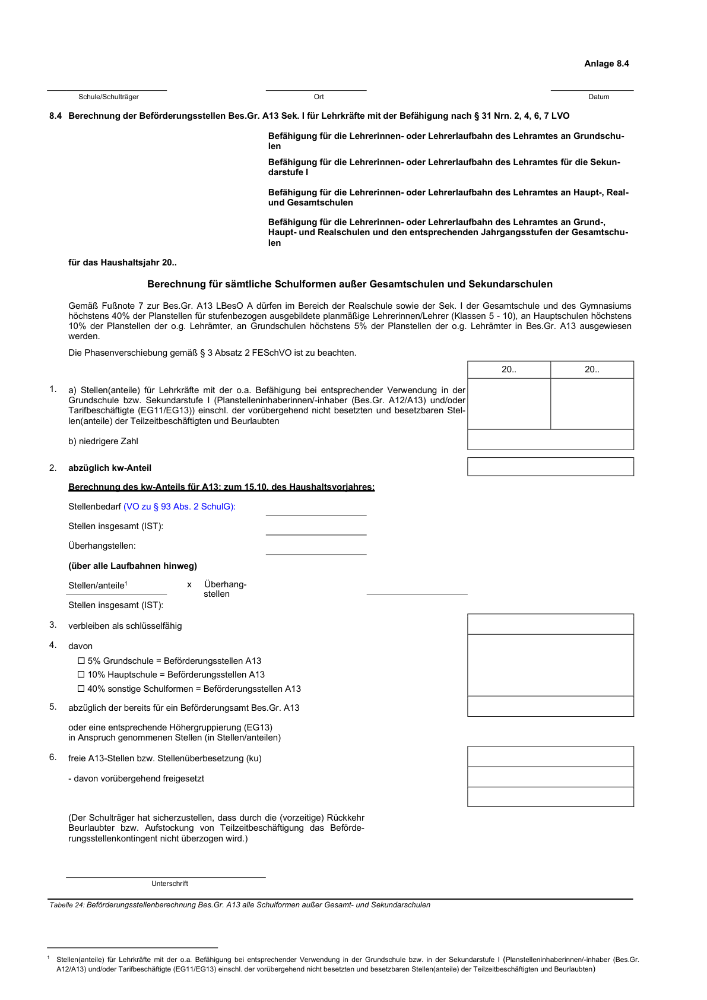 Anlage 8.4
Schule/Schulträger Ort Datum
8.4 Berechnung der Beförderungsstellen Bes.Gr. A13 Sek. I für Lehrkräfte mit der Befähigung nach § 31 Nrn. 2, 4, 6, 7 LVO
Befähigung für die Lehrerinnen- oder Lehrerlaufbahn des Lehramtes an Grundschu-
len
Befähigung für die Lehrerinnen- oder Lehrerlaufbahn des Lehramtes für die Sekun-
darstufe I
Befähigung für die Lehrerinnen- oder Lehrerlaufbahn des Lehramtes an Haupt-, Real-
und Gesamtschulen
Befähigung für die Lehrerinnen- oder Lehrerlaufbahn des Lehramtes an Grund-,
Haupt- und Realschulen und den entsprechenden Jahrgangsstufen der Gesamtschu-
len
für das Haushaltsjahr 20..
Berechnung für sämtliche Schulformen außer Gesamtschulen und Sekundarschulen
Gemäß Fußnote 7 zur Bes.Gr. A13 LBesO A dürfen im Bereich der Realschule sowie der Sek. I der Gesamtschule und des Gymnasiums
höchstens 40% der Planstellen für stufenbezogen ausgebildete planmäßige Lehrerinnen/Lehrer (Klassen 5 - 10), an Hauptschulen höchstens
10% der Planstellen der o.g. Lehrämter, an Grundschulen höchstens 5% der Planstellen der o.g. Lehrämter in Bes.Gr. A13 ausgewiesen
werden.
Die Phasenverschiebung gemäß § 3 Absatz 2 FESchVO ist zu beachten.
20.. 20..
1. a) Stellen(anteile) für Lehrkräfte mit der o.a. Befähigung bei entsprechender Verwendung in der
Grundschule bzw. Sekundarstufe I (Planstelleninhaberinnen/-inhaber (Bes.Gr. A12/A13) und/oder
Tarifbeschäftigte (EG11/EG13)) einschl. der vorübergehend nicht besetzten und besetzbaren Stel-
len(anteile) der Teilzeitbeschäftigten und Beurlaubten
b) niedrigere Zahl
2. abzüglich kw-Anteil
Berechnung des kw-Anteils für A13; zum 15.10. des Haushaltsvorjahres:
Stellenbedarf (VO zu § 93 Abs. 2 SchulG):
Stellen insgesamt (IST):
Überhangstellen:
(über alle Laufbahnen hinweg)
Stellen/anteile¹ x Überhang-
stellen
Stellen insgesamt (IST):
3. verbleiben als schlüsselfähig
4. davon
☐ 5% Grundschule = Beförderungsstellen A13
☐ 10% Hauptschule = Beförderungsstellen A13
☐ 40% sonstige Schulformen = Beförderungsstellen A13
5. abzüglich der bereits für ein Beförderungsamt Bes.Gr. A13
oder eine entsprechende Höhergruppierung (EG13)
in Anspruch genommenen Stellen (in Stellen/anteilen)
6. freie A13-Stellen bzw. Stellenüberbesetzung (ku)
- davon vorübergehend freigesetzt
(Der Schulträger hat sicherzustellen, dass durch die (vorzeitige) Rückkehr
Beurlaubter bzw. Aufstockung von Teilzeitbeschäftigung das Beförde-
rungsstellenkontingent nicht überzogen wird.)
Unterschrift
Tabelle 24: Beförderungsstellenberechnung Bes.Gr. A13 alle Schulformen außer Gesamt- und Sekundarschulen
¹ Stellen(anteile) für Lehrkräfte mit der o.a. Befähigung bei entsprechender Verwendung in der Grundschule bzw. in der Sekundarstufe I (Planstelleninhaberinnen/-inhaber (Bes.Gr.
A12/A13) und/oder Tarifbeschäftigte (EG11/EG13) einschl. der vorübergehend nicht besetzten und besetzbaren Stellen(anteile) der Teilzeitbeschäftigten und Beurlaubten)